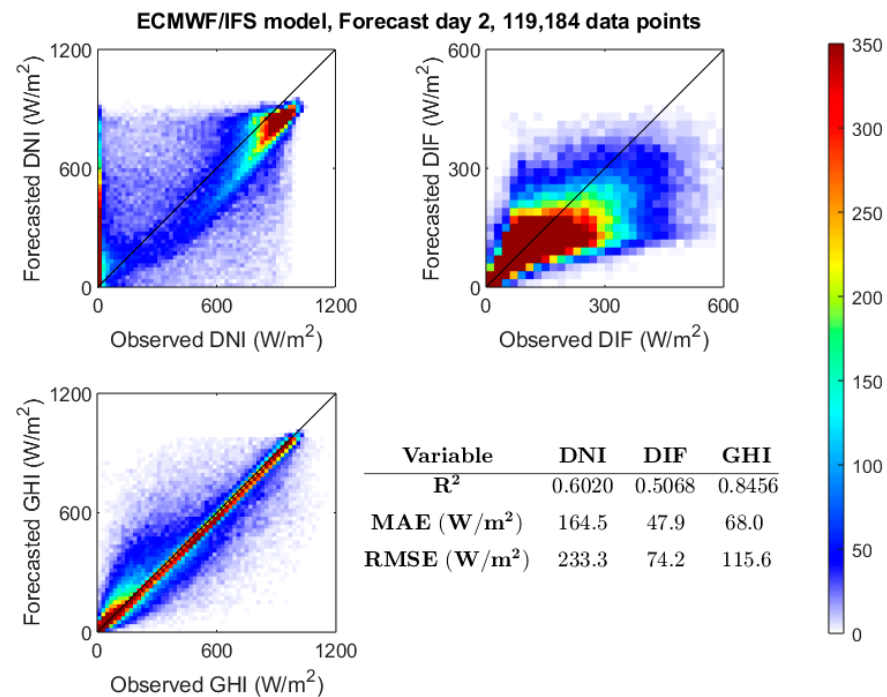 ECMWF/IFS model, Forecast day 2, 119,184 data points
1200
600
0
Forecasted DNI (W/m²)
0 600 1200
Observed DNI (W/m²)
600
300
0
Forecasted DIF (W/m²)
0 300 600
Observed DIF (W/m²)
350
300
250
200
150
100
50
0
1200
600
0
Forecasted GHI (W/m²)
0 600 1200
Observed GHI (W/m²)
Variable DNI DIF GHI
R² 0.6020 0.5068 0.8456
MAE (W/m²) 164.5 47.9 68.0
RMSE (W/m²) 233.3 74.2 115.6